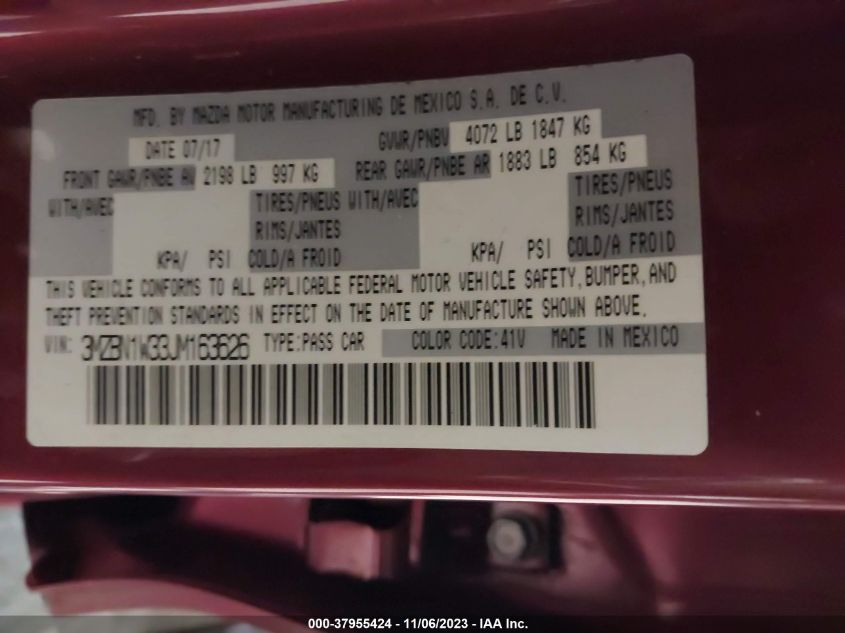 MFD. BY MAZDA MOTOR MANUFACTURING DE MEXICO S.A. DE C.V.
DATE 07/17 GVWR/PNBV 4072 LB 1847 KG
FRONT GAWR/PNBE AV 2198 LB 997 KG REAR GAWR/PNBE AR 1883 LB 854 KG
WITH/AVEC TIRES/PNEUS WITH/AVEC TIRES/PNEUS
RIMS/JANTES RIMS/JANTES
KPA/ PSI COLD/A FROID KPA/ PSI COLD/A FROID
THIS VEHICLE CONFORMS TO ALL APPLICABLE FEDERAL MOTOR VEHICLE SAFETY, BUMPER, AND
THEFT PREVENTION STANDARDS IN EFFECT ON THE DATE OF MANUFACTURE SHOWN ABOVE.
VIN: 3MZBN1W33JM163626 TYPE:PASS CAR COLOR CODE:41V MADE IN MEXICO
000-37955424 - 11/06/2023 - IAA Inc.